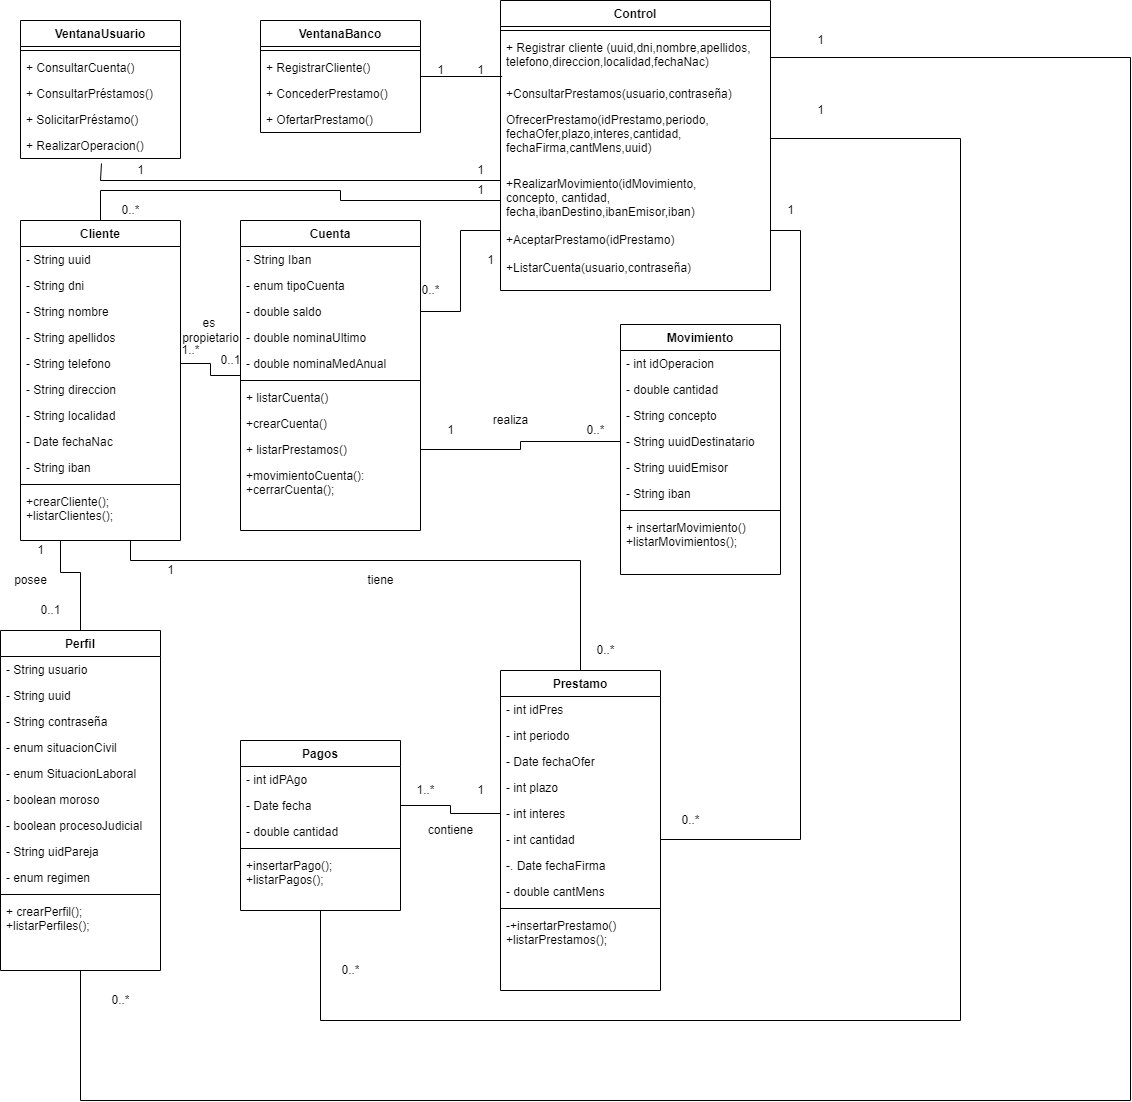 VentanaUsuario
+ ConsultarCuenta()
+ ConsultarPréstamos()
+ SolicitarPréstamo()
+ RealizarOperacion()
VentanaBanco
+ RegistrarCliente()
+ ConcederPrestamo()
+ OfertarPrestamo()
Control
+ Registrar cliente (uuid,dni,nombre,apellidos,
telefono,direccion,localidad,fechaNac)
+ConsultarPrestamos(usuario,contraseña)
OfrecerPrestamo(idPrestamo,periodo,
fechaOfer,plazo,interes,cantidad,
fechaFirma,cantMens,uuid)
+RealizarMovimiento(idMovimiento,
concepto, cantidad,
fecha,ibanDestino,ibanEmisor,iban)
+AceptarPrestamo(idPrestamo)
+ListarCuenta(usuario,contraseña)
1
1
1
1
1
1
1
1
0..*
1
1
0..*
Cliente
- String uuid
- String dni
- String nombre
- String apellidos
- String telefono
- String direccion
- String localidad
- Date fechaNac
- String iban
+crearCliente();
+listarClientes();
es
propietario
1..*
0..1
Cuenta
- String Iban
- enum tipoCuenta
- double saldo
- double nominaUltimo
- double nominaMedAnual
+ listarCuenta()
+crearCuenta()
+ listarPrestamos()
+movimientoCuenta():
+cerrarCuenta();
1
realiza
0..*
Movimiento
- int idOperacion
- double cantidad
- String concepto
- String uuidDestinatario
- String uuidEmisor
- String iban
+ insertarMovimiento()
+listarMovimientos();
1
posee
0..1
1
tiene
0..*
Perfil
- String usuario
- String uuid
- String contraseña
- enum situacionCivil
- enum SituacionLaboral
- boolean moroso
- boolean procesoJudicial
- String uidPareja
- enum regimen
+ crearPerfil();
+listarPerfiles();
0..*
Pagos
- int idPAgo
- Date fecha
- double cantidad
+insertarPago();
+listarPagos();
0..*
1..*
1
contiene
Prestamo
- int idPres
- int periodo
- Date fechaOfer
- int plazo
- int interes
- int cantidad
-. Date fechaFirma
- double cantMens
-+insertarPrestamo()
+listarPrestamos();
0..*